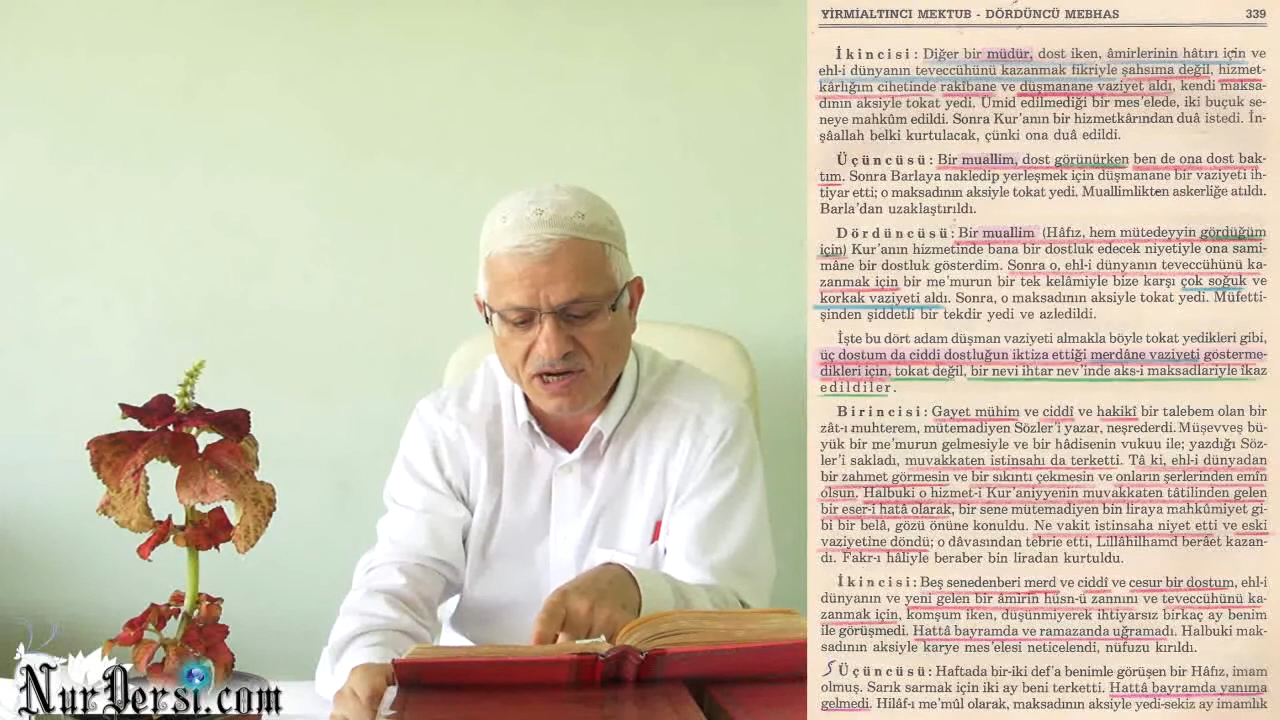 YİRMİALTINCI MEKTUB - DÖRDÜNCÜ MEBHAS 339
İkincisi: Diğer bir müdür, dost iken, âmirlerinin hâtırı için ve
ehl-i dünyanın teveccühünü kazanmak fikriyle şahsıma değil, hizmet-
kârlığım cihetinde rakîbane ve düşmanane vaziyet aldı, kendi maksa-
dının aksiyle tokat yedi. Ümid edilmediği bir mes'elede, iki buçuk se-
neye mahkûm edildi. Sonra Kur'anın bir hizmetkârından duâ istedi. İn-
şâallah belki kurtulacak, çünki ona duâ edildi.
Üçüncüsü: Bir muallim, dost görünürken ben de ona dost bak-
tım. Sonra Barlaya nakledip yerleşmek için düşmanane bir vaziyeti ih-
tiyar etti; o maksadının aksiyle tokat yedi. Muallimlikten askerliğe atıldı.
Barla'dan uzaklaştırıldı.
Dördüncüsü: Bir muallim (Hâfız, hem mütedeyyin gördüğüm
için) Kur'anın hizmetinde bana bir dostluk edecek niyetiyle ona sami-
mâne bir dostluk gösterdim. Sonra o, ehl-i dünyanın teveccühünü ka-
zanmak için bir me'murun bir tek kelâmiyle bize karşı çok soğuk ve
korkak vaziyeti aldı. Sonra, o maksadının aksiyle tokat yedi. Müfetti-
şinden şiddetli bir tekdir yedi ve azledildi.
İşte bu dört adam düşman vaziyeti almakla böyle tokat yedikleri gibi,
üç dostum da ciddi dostluğun iktiza ettiği merdâne vaziyeti gösterme-
dikleri için, tokat değil, bir nevi ihtar nev'inde aks-i maksadlariyle ikaz
edildiler.
Birincisi: Gayet mühim ve ciddî ve hakikî bir talebem olan bir
zât-ı muhterem, mütemadiyen Sözler'i yazar, neşrederdi. Müşevveş bü-
yük bir me'murun gelmesiyle ve bir hâdisenin vukuu ile; yazdığı Söz-
ler'i sakladı, muvakkaten istinsahı da terketti. Tâ ki, ehl-i dünyadan
bir zahmet görmesin ve bir sıkıntı çekmesin ve onların şerlerinden emîn
olsun. Halbuki o hizmet-i Kur'aniyyenin muvakkaten tâtilinden gelen
bir eser-i hatâ olarak, bir sene mütemadiyen bin liraya mahkûmiyet gi-
bi bir belâ, gözü önüne konuldu. Ne vakit istinsaha niyet etti ve eski
vaziyetine döndü; o dâvasından tebrie etti, Lillâhilhamd berâet kazan-
dı. Fakr-ı hâliyle beraber bin liradan kurtuldu.
İkincisi: Beş senedenberi merd ve ciddî ve cesur bir dostum, ehl-i
dünyanın ve yeni gelen bir âmirin hüsn-ü zannını ve teveccühünü ka-
zanmak için, komşum iken, düşünmiyerek ihtiyarsız birkaç ay benim
ile görüşmedi. Hattâ bayramda ve ramazanda uğramadı. Halbuki mak-
sadının aksiyle karye mes'elesi neticelendi, nüfuzu kırıldı.
Üçüncüsü: Haftada bir-iki def'a benimle görüşen bir Hâfız, imam
olmuş. Sarık sarmak için iki ay beni terketti. Hattâ bayramda yanıma
gelmedi. Hilâf-ı me'mûl olarak, maksadının aksiyle yedi-sekiz ay imamlık
NurDersi.com